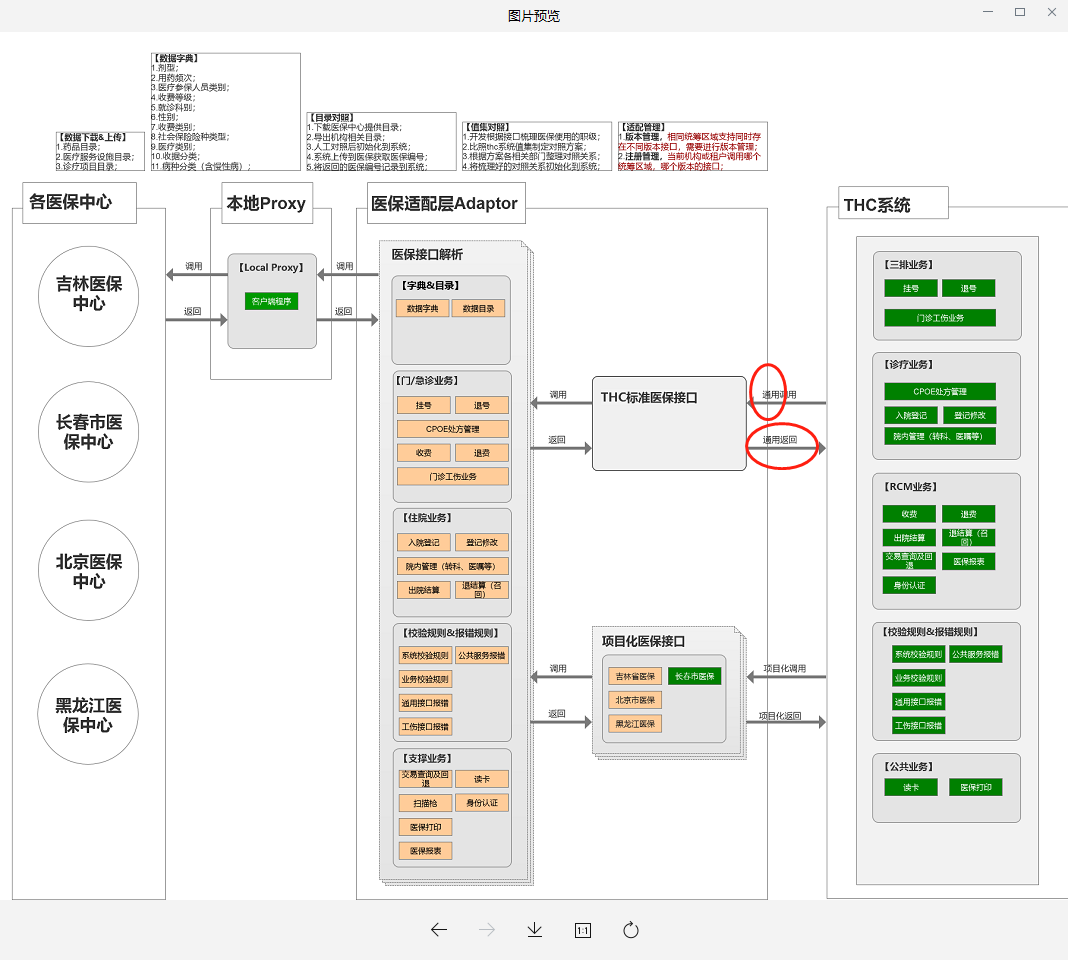 图片预览
【数据下载&上传】
1.药品目录；
2.医疗服务设施目录；
3.诊疗项目目录；
【数据字典】
1.剂型；
2.用药频次；
3.医疗参保人员类别；
4.收费等级；
5.就诊科别；
6.性别；
7.收费类别；
8.社会保险险种类型；
9.医疗类别；
10.收据分类；
11.病种分类（含慢性病）；
【目录对照】
1.下载医保中心提供目录；
2.导出机构相关目录；
3.人工对照后初始化到系统；
4.系统上传到医保获取医保编号；
5.将返回的医保编号记录到系统；
【值集对照】
1.开发根据接口梳理医保使用的职级；
2.比照thc系统值集制定对照方案；
3.根据方案各相关部门整理对照关系；
4.将梳理好的对照关系初始化到系统；
【适配管理】
1.版本管理，相同统筹区域支持同时存
在不同版本接口，需要进行版本管理；
2.注册管理，当前机构或租户调用哪个
统筹区域，哪个版本的接口；
各医保中心
吉林医保
中心
长春市医
保中心
北京医保
中心
黑龙江医
保中心
本地Proxy
调用
返回
【Local Proxy】
客户端程序
调用
返回
医保适配层Adaptor
医保接口解析
【字典&目录】
数据字典 数据目录
【门/急诊业务】
挂号 退号
CPOE处方管理
收费 退费
门诊工伤业务
【住院业务】
入院登记 登记修改
院内管理（转科、医嘱等）
出院结算 退结算（召
回）
【校验规则&报错规则】
系统校验规则 公共服务报错
业务校验规则
通用接口报错
工伤接口报错
【支撑业务】
交易查询及回
退 读卡
扫描枪 身份认证
医保打印
医保报表
调用
返回
THC标准医保接口
通用调用
通用返回
调用
返回
项目化医保接口
吉林省医保 长春市医保
北京市医保
黑龙江医保
项目化调用
项目化返回
THC系统
【三排业务】
挂号 退号
门诊工伤业务
【诊疗业务】
CPOE处方管理
入院登记 登记修改
院内管理（转科、医嘱等）
【RCM业务】
收费 退费
出院结算 退结算（召
回）
交易查询及回
退 医保报表
身份认证
【校验规则&报错规则】
系统校验规则 公共服务报错
业务校验规则
通用接口报错
工伤接口报错
【公共业务】
读卡 医保打印
1:1